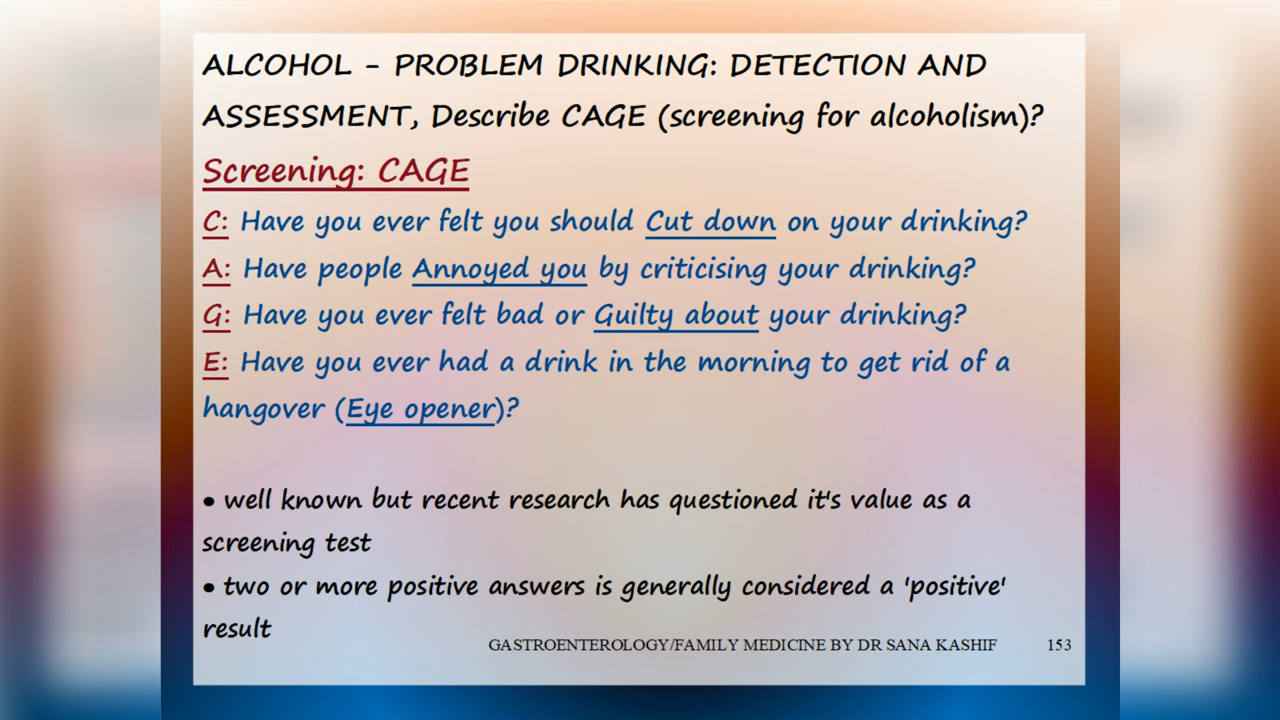 ALCOHOL - PROBLEM DRINKING: DETECTION AND
ASSESSMENT, Describe CAGE (screening for alcoholism)?
Screening: CAGE
C: Have you ever felt you should Cut down on your drinking?
A: Have people Annoyed you by criticising your drinking?
G: Have you ever felt bad or Guilty about your drinking?
E: Have you ever had a drink in the morning to get rid of a
hangover (Eye opener)?
• well known but recent research has questioned it's value as a
screening test
• two or more positive answers is generally considered a 'positive'
result
GASTROENTEROLOGY/FAMILY MEDICINE BY DR SANA KASHIF 153